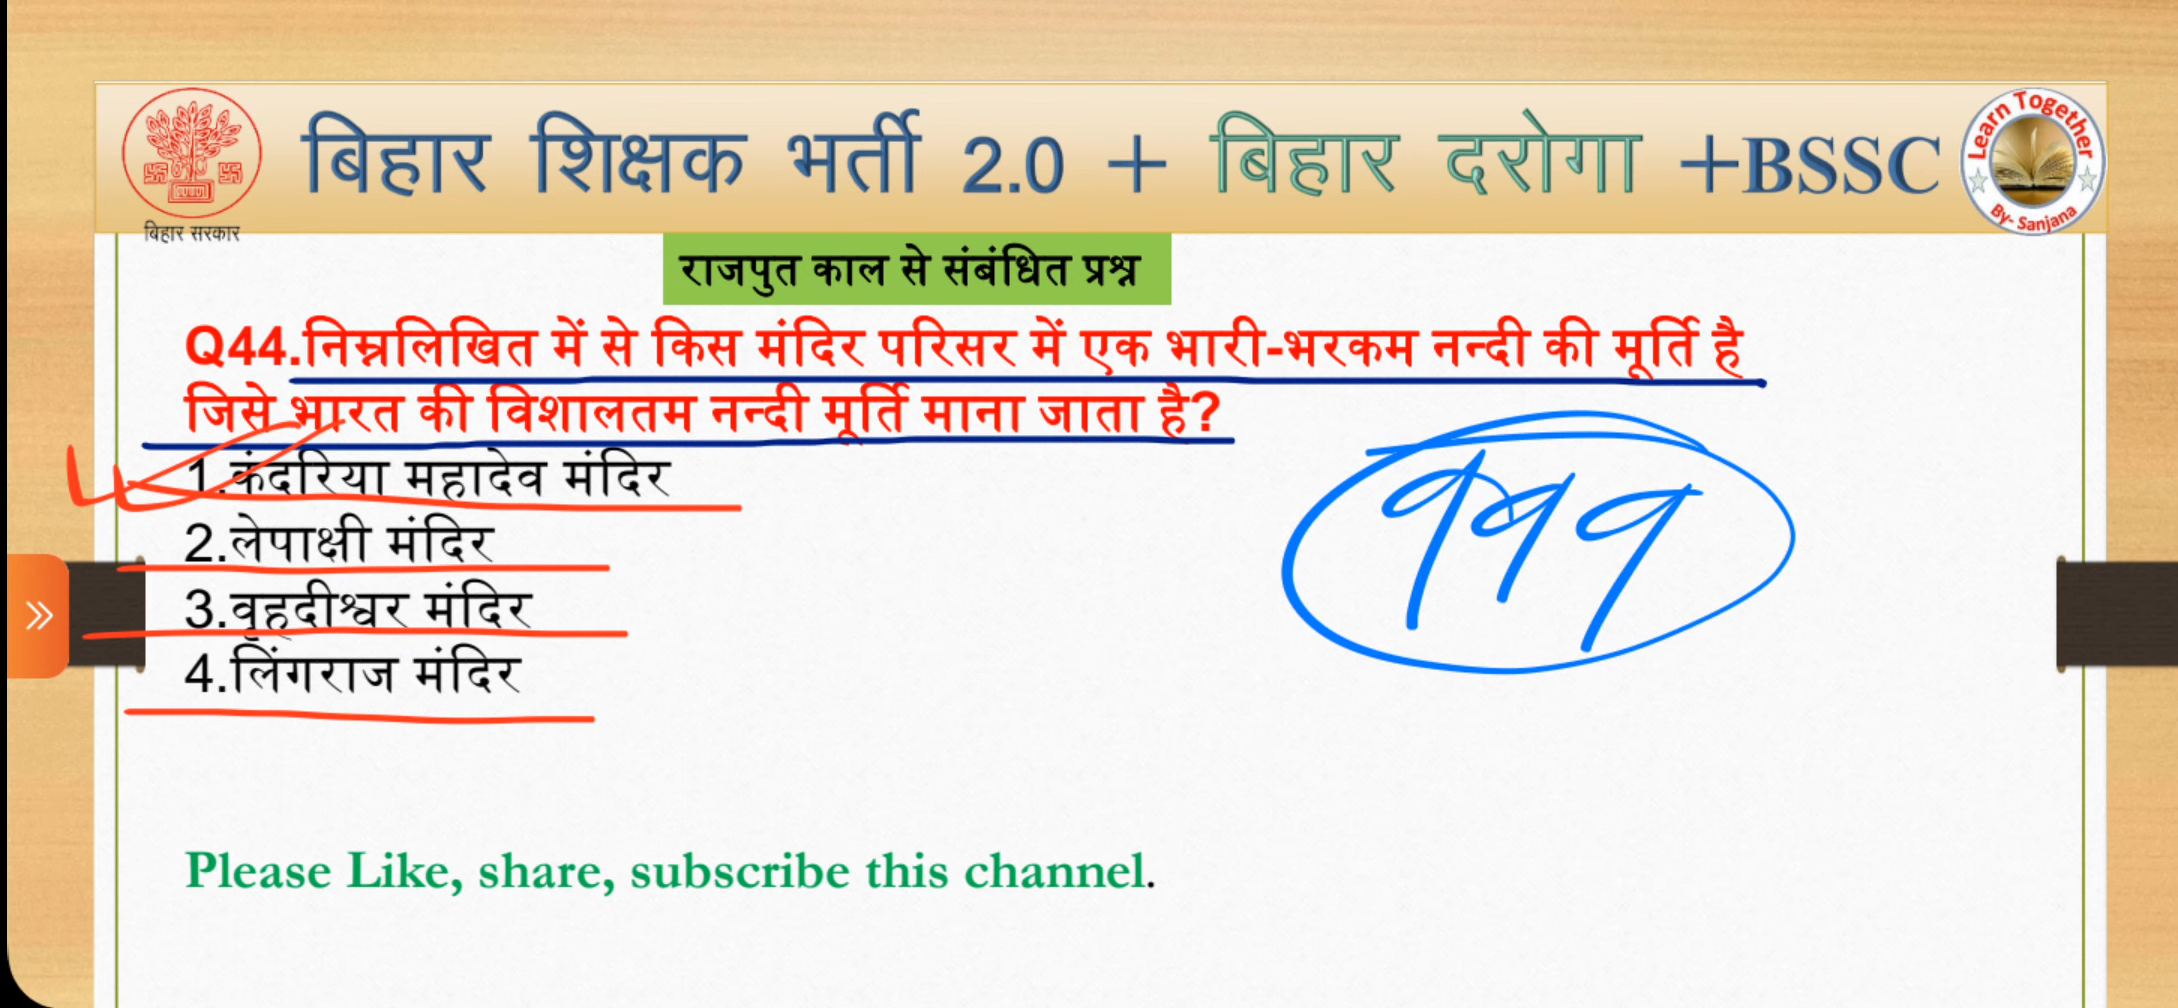 बिहार शिक्षक भर्ती 2.0 + बिहार दरोगा +BSSC
Learn Together
By- Sanjana
बिहार सरकार
राजपुत काल से संबंधित प्रश्न
Q44.निम्नलिखित में से किस मंदिर परिसर में एक भारी-भरकम नन्दी की मूर्ति है
जिसे भारत की विशालतम नन्दी मूर्ति माना जाता है?
1.कंदरिया महादेव मंदिर
2.लेपाक्षी मंदिर
3.वृहदीश्वर मंदिर
4.लिंगराज मंदिर
Please Like, share, subscribe this channel.